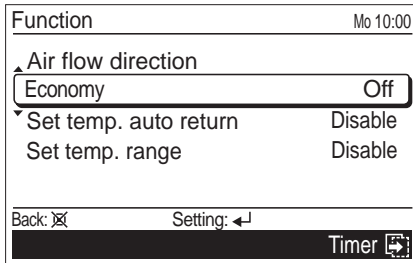 Function Mo 10:00
Air flow direction
Economy Off
Set temp. auto return Disable
Set temp. range Disable
Back: Setting:
Timer